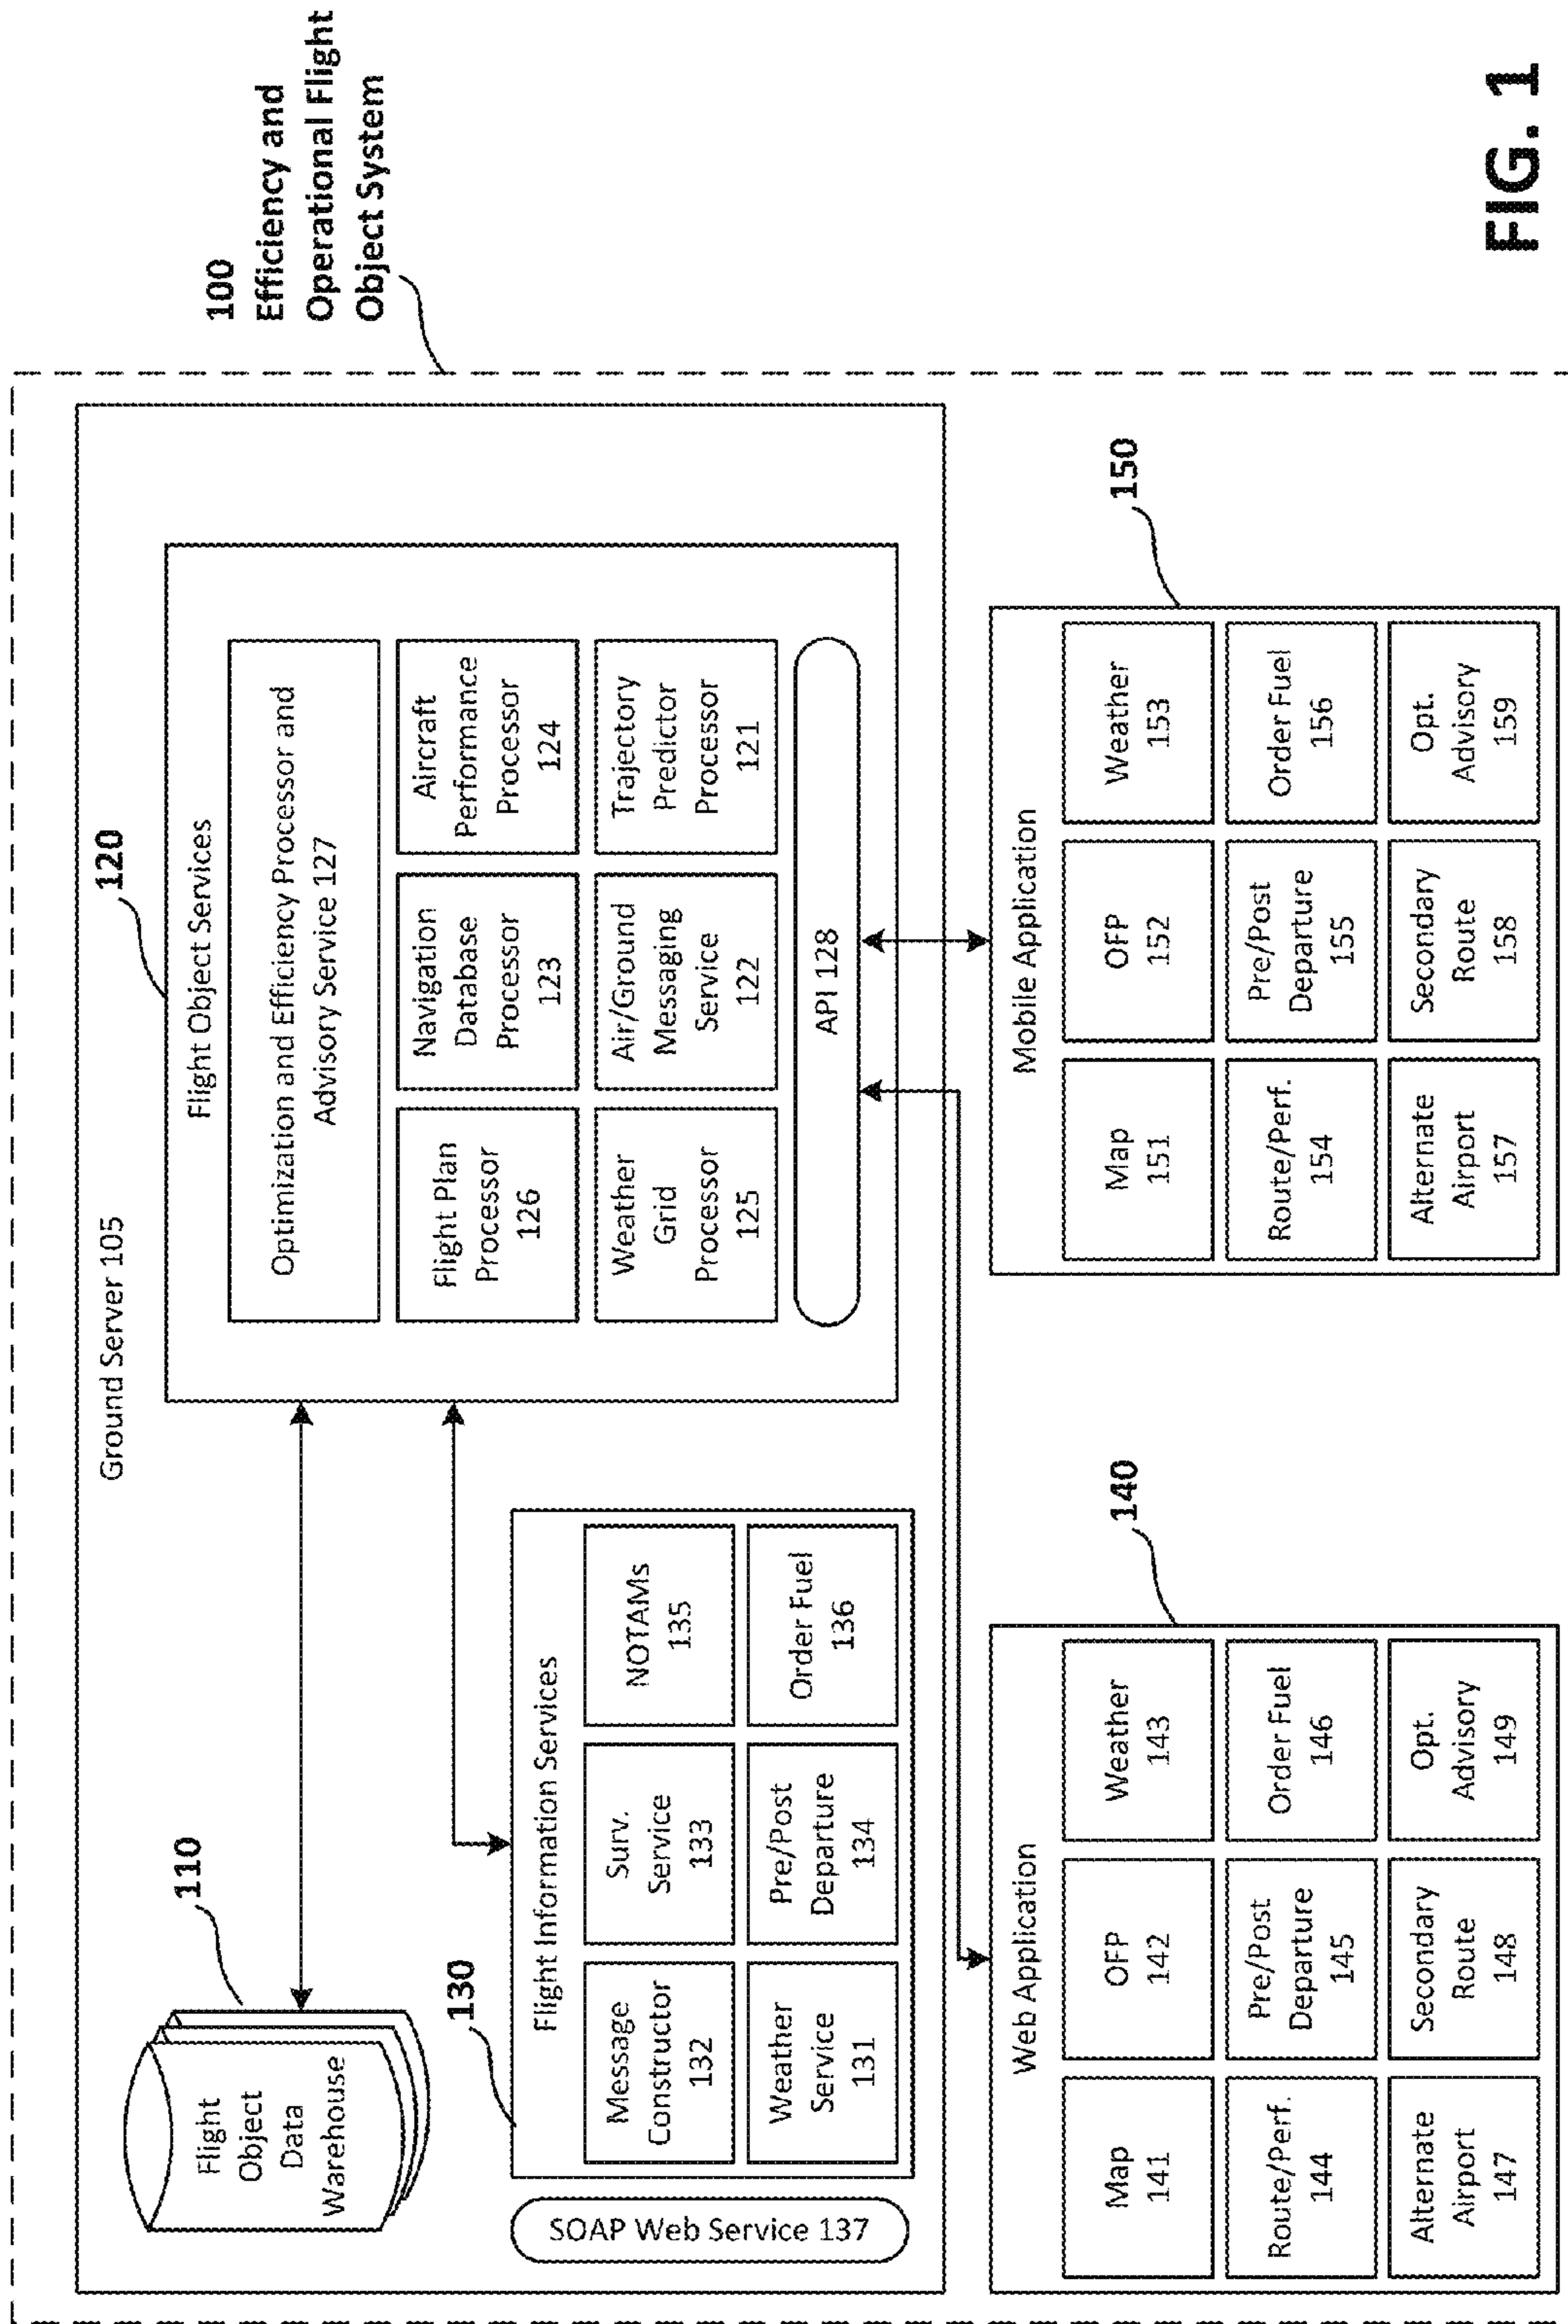 100
Efficiency and
Operational Flight
Object System
Ground Server 105
110
Flight
Object
Data
Warehouse
120
Flight Object Services
Optimization and Efficiency Processor and
Advisory Service 127
Flight Plan
Processor
126
Navigation
Database
Processor
123
Aircraft
Performance
Processor
124
Weather
Grid
Processor
125
Air/Ground
Messaging
Service
122
Trajectory
Predictor
Processor
121
API 128
130
Flight Information Services
Message
Constructor
132
Surv.
Service
133
NOTAMs
135
Weather
Service
131
Pre/Post
Departure
134
Order Fuel
136
SOAP Web Service 137
140
Web Application
Map
141
OFP
142
Weather
143
Route/Perf.
144
Pre/Post
Departure
145
Order Fuel
146
Alternate
Airport
147
Secondary
Route
148
Opt.
Advisory
149
150
Mobile Application
Map
151
OFP
152
Weather
153
Route/Perf.
154
Pre/Post
Departure
155
Order Fuel
156
Alternate
Airport
157
Secondary
Route
158
Opt.
Advisory
159
FIG. 1